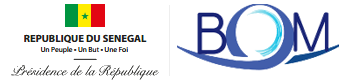 REPUBLIQUE DU SENEGAL
Un Peuple • Un But • Une Foi
Présidence de la République
BOM